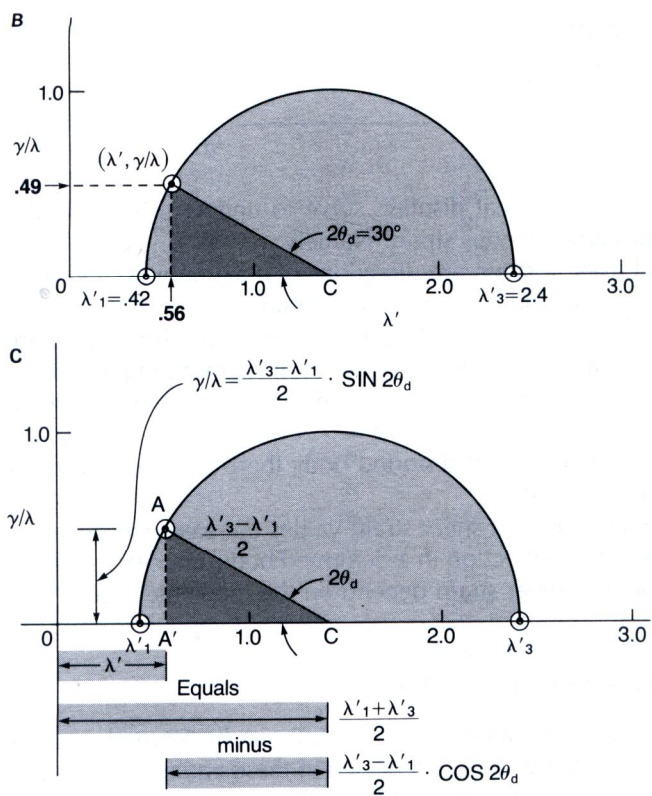 B
1.0
γ/λ
(λ′, γ/λ)
.49
2θd=30°
0
λ′1=.42
.56
1.0
C
2.0
λ′3=2.4
3.0
λ′
C
γ/λ = λ′3−λ′1 / 2 · SIN 2θd
1.0
γ/λ
A
λ′3−λ′1 / 2
2θd
0
λ′1
A′
1.0
C
2.0
λ′3
3.0
λ′
Equals
λ′1+λ′3 / 2
minus
λ′3−λ′1 / 2 · COS 2θd